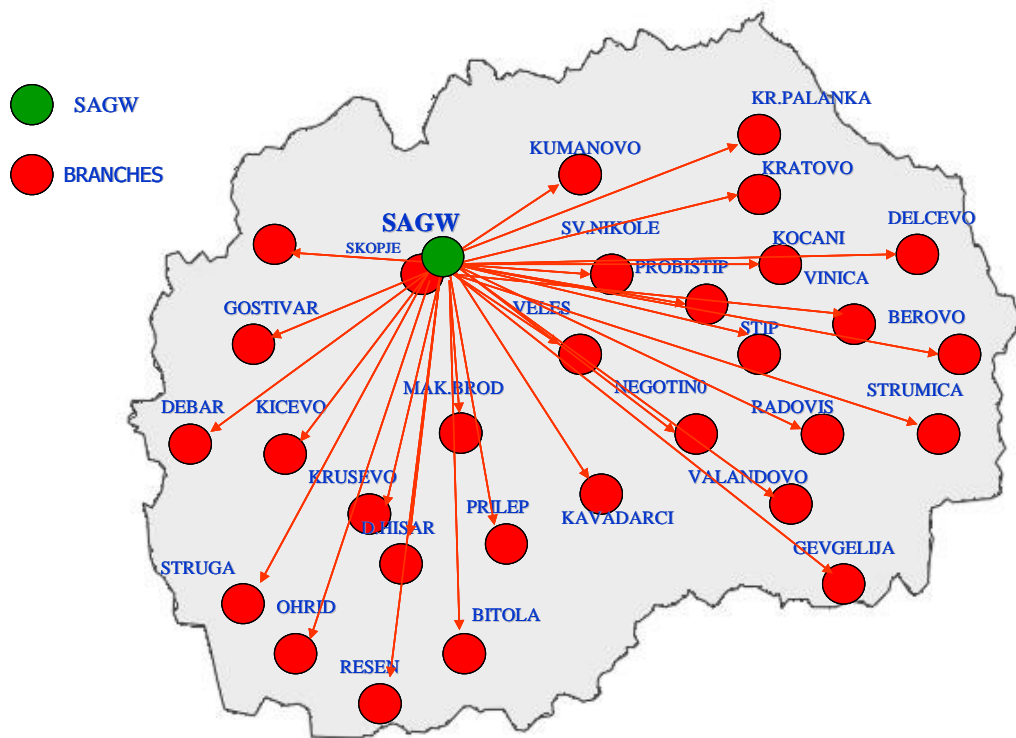 KR.PALANKA
SAGW
KUMANOVO
BRANCHES
KRATOVO
SAGW
SV.NIKOLE
DELCEVO
SKOPJE
KOCANI
PROBISTIP
VINICA
GOSTIVAR
VELES
STIP
BEROVO
MAK.BROD
NEGOTIN0
STRUMICA
DEBAR
KICEVO
RADOVIS
KRUSEVO
VALANDOVO
PRILEP
KAVADARCI
D.HISAR
GEVGELIJA
STRUGA
OHRID
BITOLA
RESEN